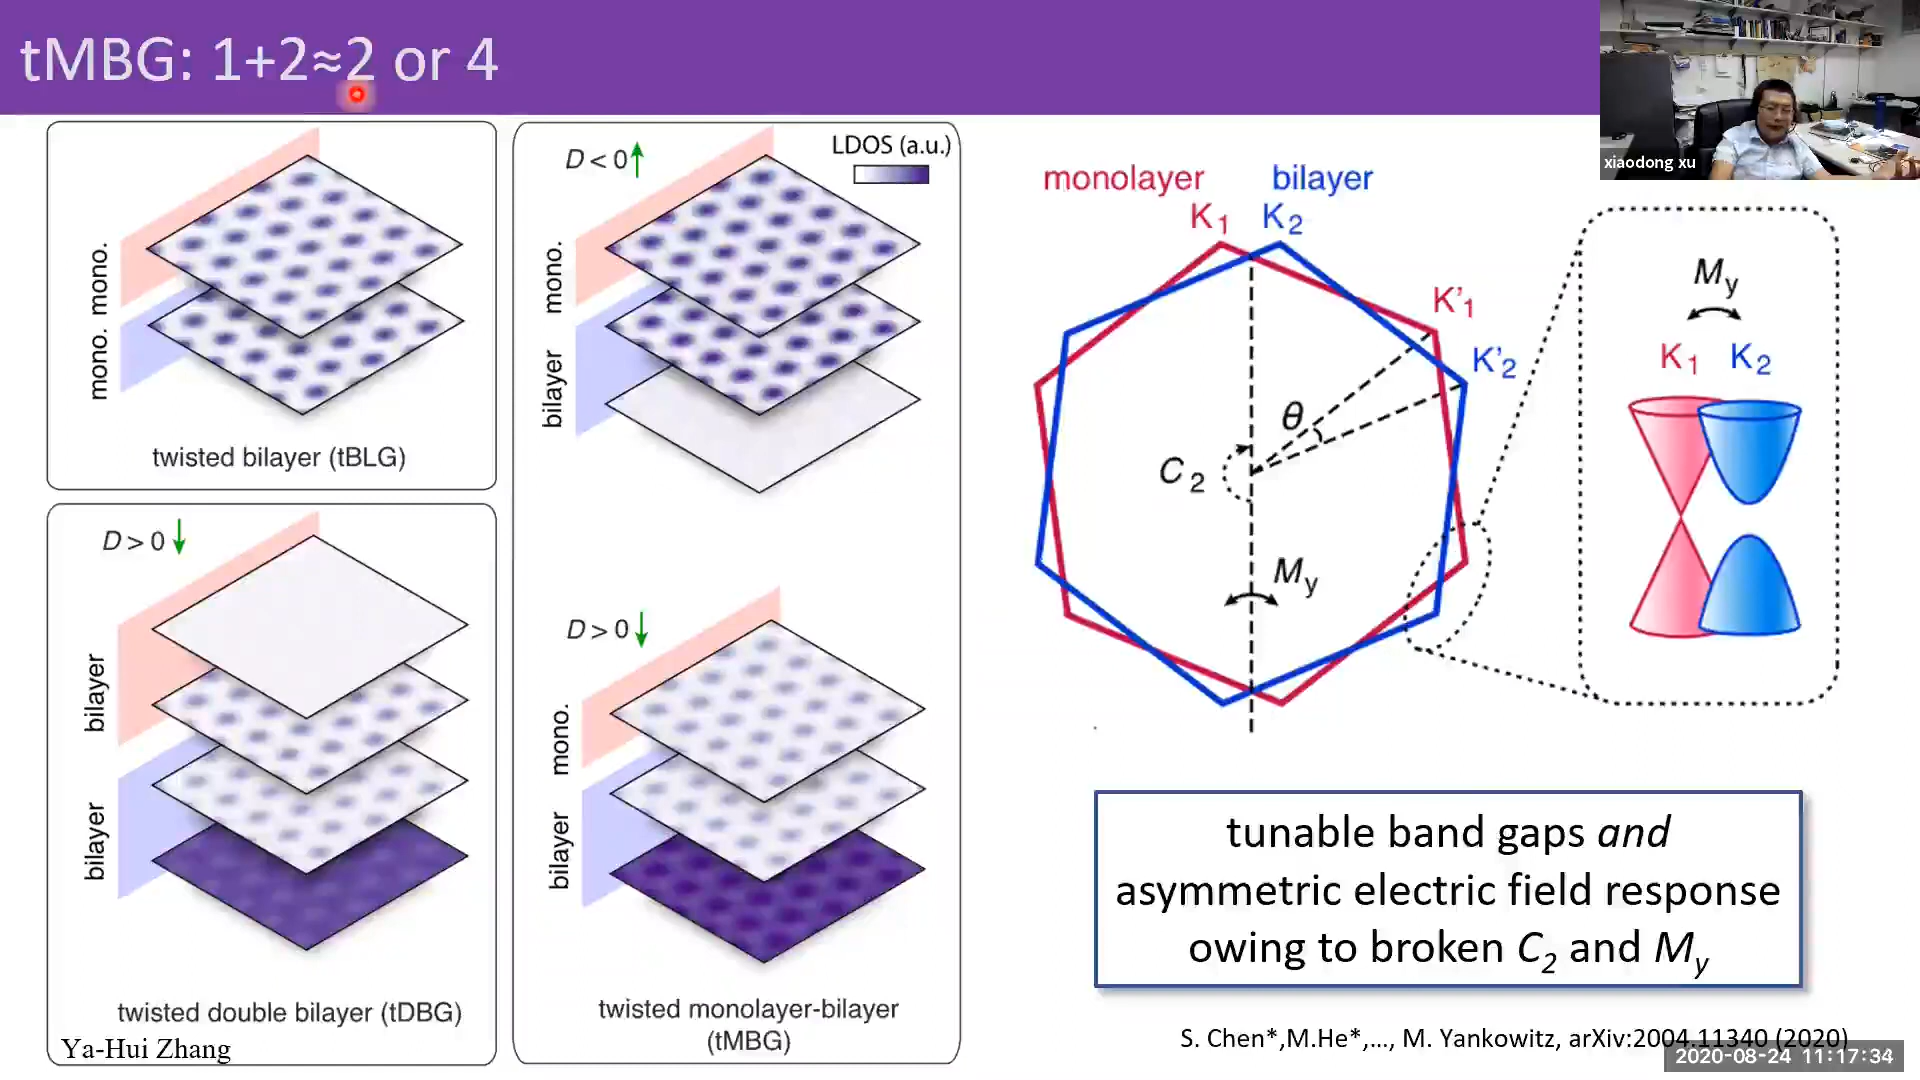 tMBG: 1+2≈2 or 4
xiaodong xu
mono.
mono.
twisted bilayer (tBLG)
D > 0
bilayer
bilayer
twisted double bilayer (tDBG)
Ya-Hui Zhang
D < 0
LDOS (a.u.)
mono.
bilayer
D > 0
mono.
bilayer
twisted monolayer-bilayer
(tMBG)
monolayer bilayer
K1 K2
K'1
K'2
θ
C2
My
My
K1 K2
tunable band gaps and
asymmetric electric field response
owing to broken C2 and My
S. Chen*,M.He*,..., M. Yankowitz, arXiv:2004.11340 (2020)
2020-08-24 11:17:34